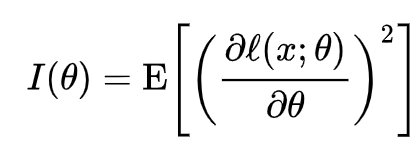 I(θ) = E[(∂ℓ(x; θ)/∂θ)²]